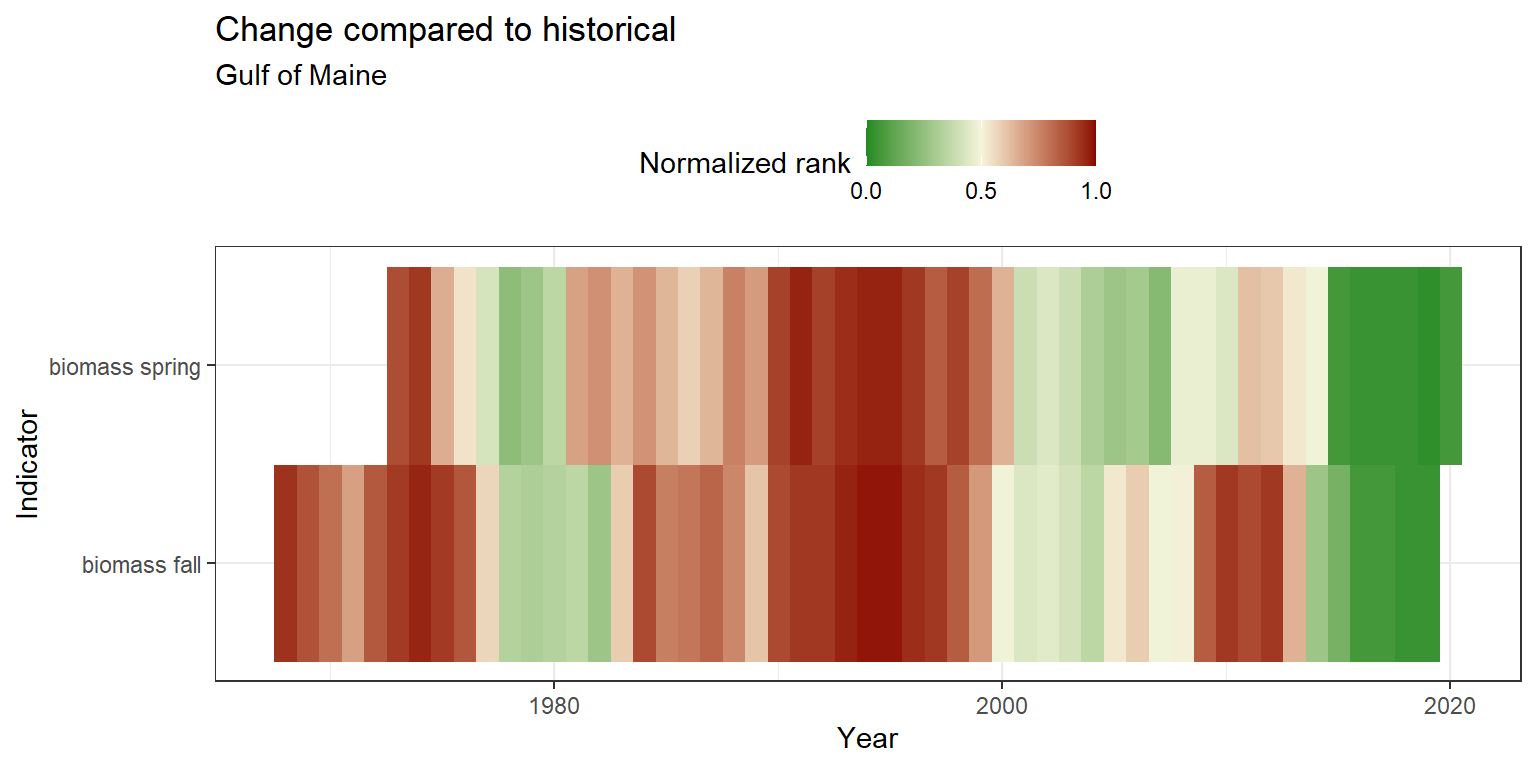 Change compared to historical
Gulf of Maine
Normalized rank
0.0 0.5 1.0
biomass spring
biomass fall
Indicator
1980 2000 2020
Year